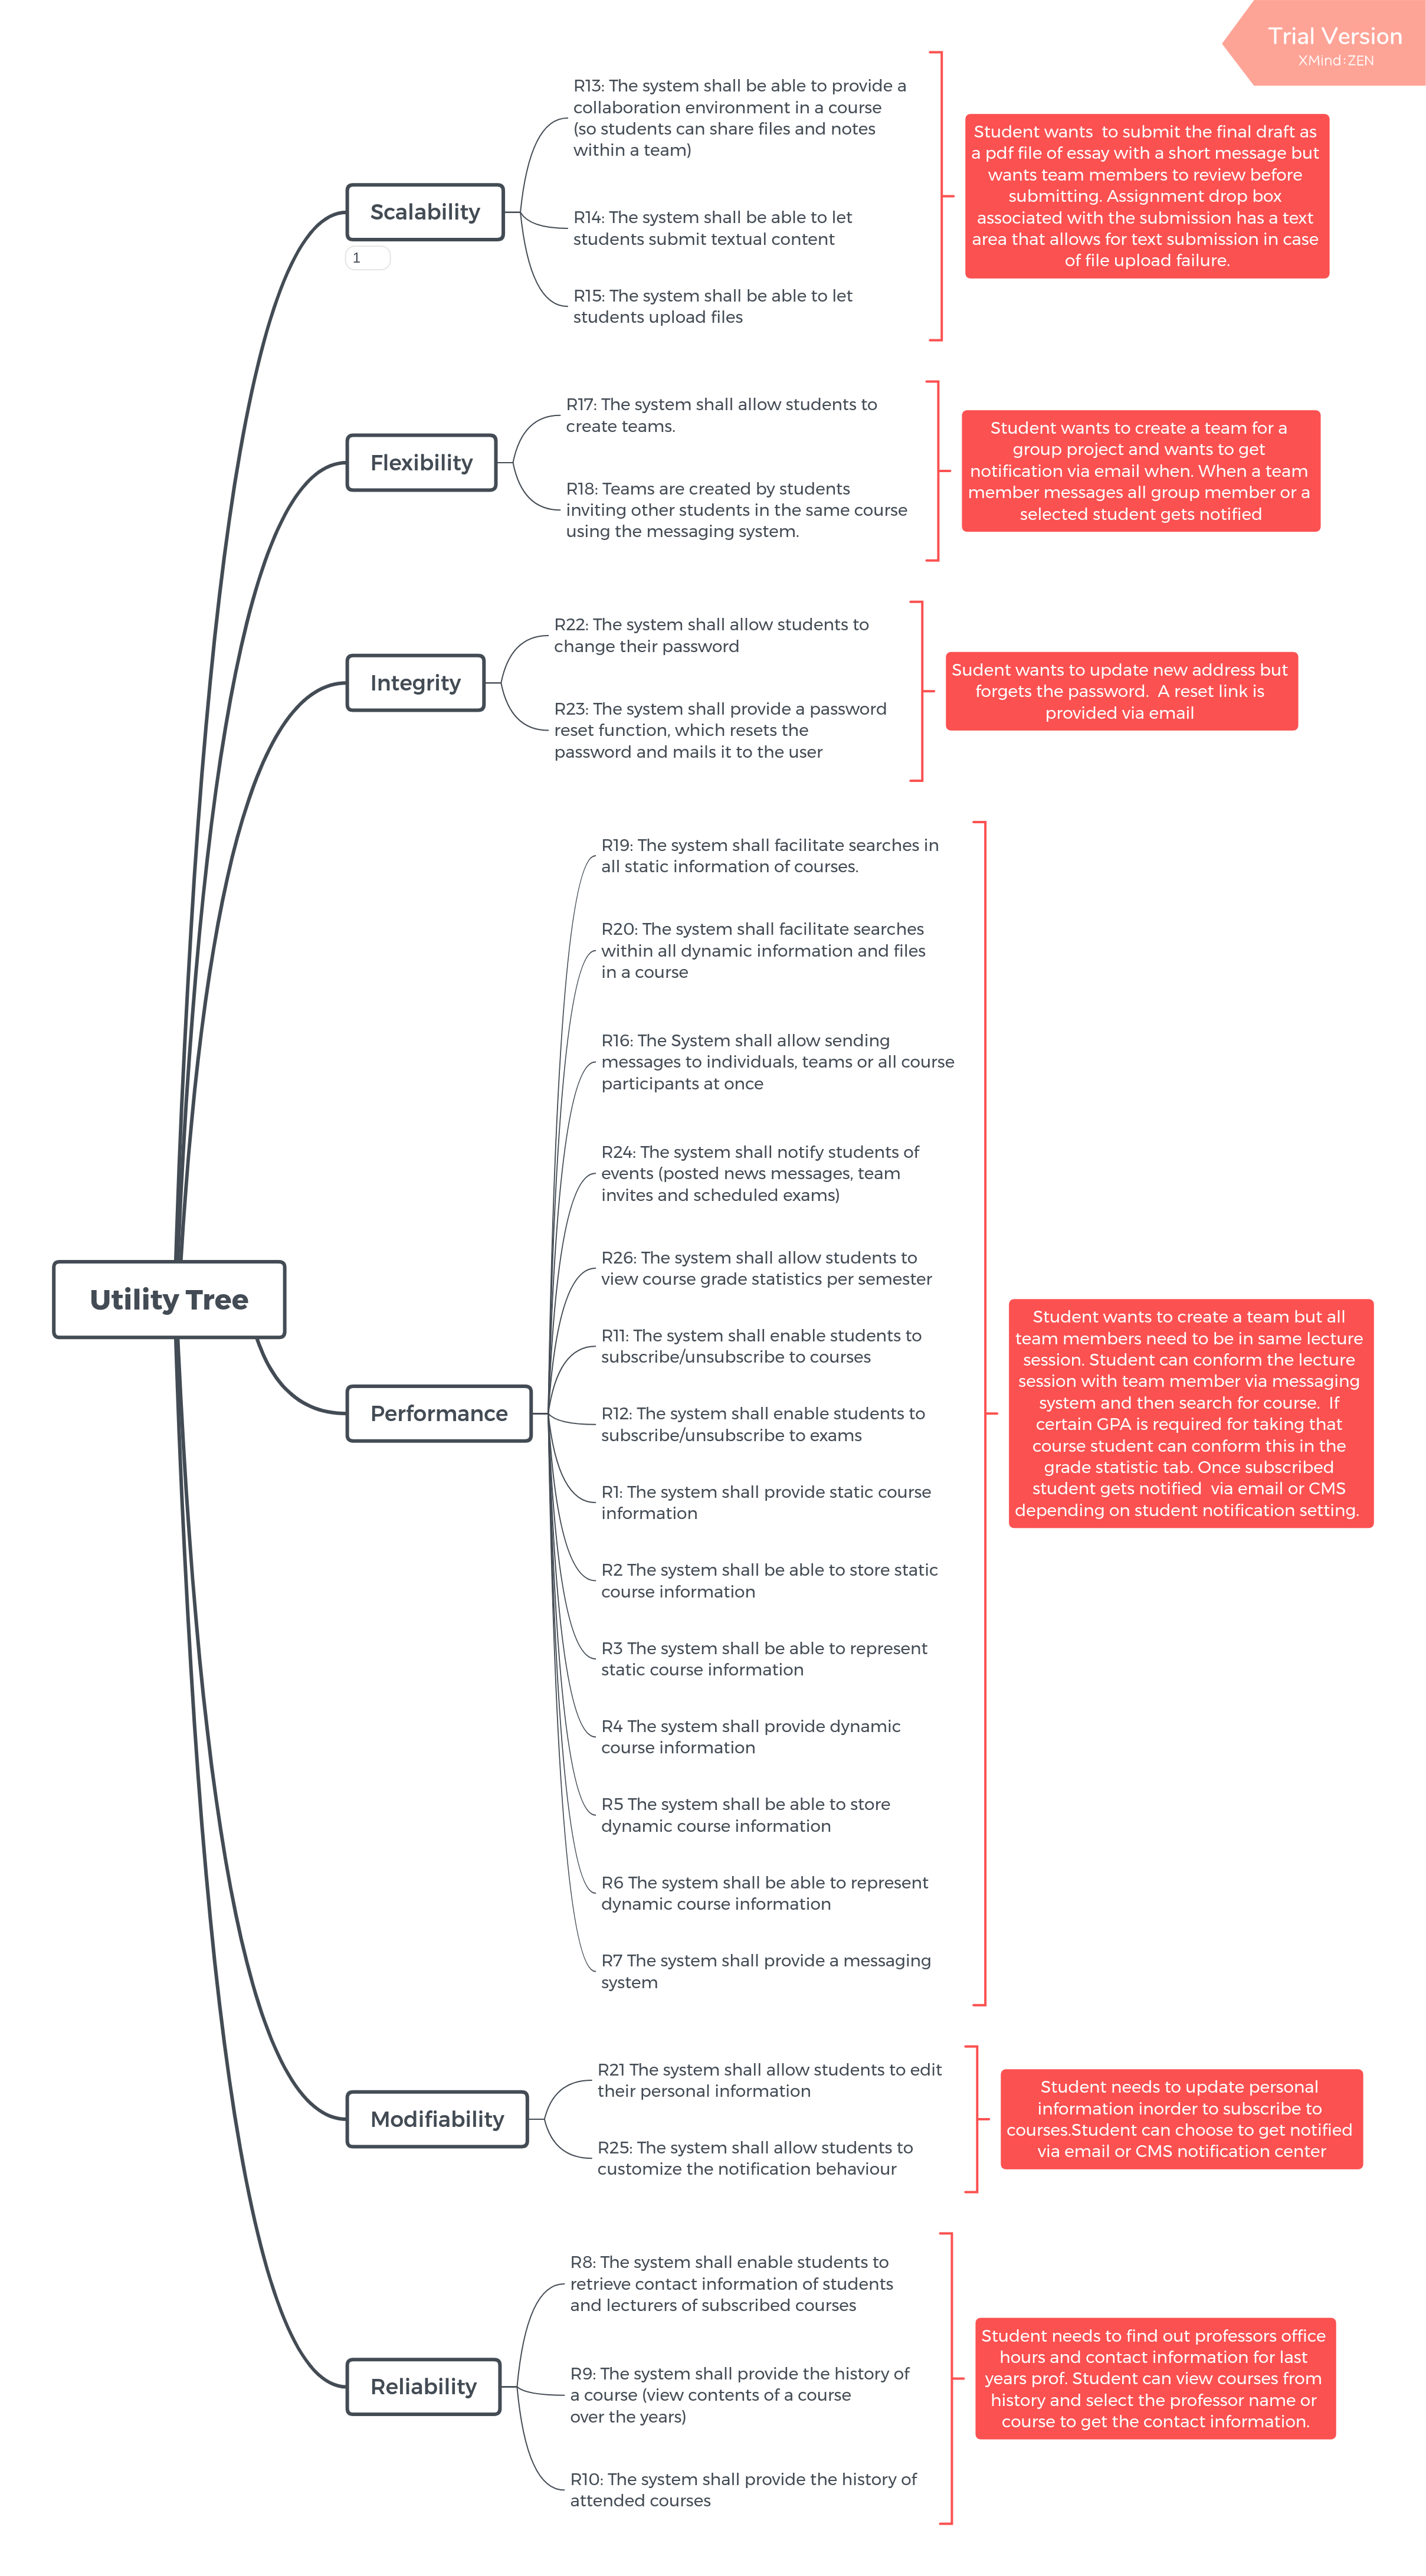 Trial Version
XMind:ZEN
R13: The system shall be able to provide a
collaboration environment in a course
(so students can share files and notes
within a team)
Scalability
1
R14: The system shall be able to let
students submit textual content
R15: The system shall be able to let
students upload files
Student wants  to submit the final draft as
a pdf file of essay with a short message but
wants team members to review before
submitting. Assignment drop box
associated with the submission has a text
area that allows for text submission in case
of file upload failure.
Flexibility
R17: The system shall allow students to
create teams.
R18: Teams are created by students
inviting other students in the same course
using the messaging system.
Student wants to create a team for a
group project and wants to get
notification via email when. When a team
member messages all group member or a
selected student gets notified
Integrity
R22: The system shall allow students to
change their password
R23: The system shall provide a password
reset function, which resets the
password and mails it to the user
Sudent wants to update new address but
forgets the password.  A reset link is
provided via email
Utility Tree
Performance
R19: The system shall facilitate searches in
all static information of courses.
R20: The system shall facilitate searches
within all dynamic information and files
in a course
R16: The System shall allow sending
messages to individuals, teams or all course
participants at once
R24: The system shall notify students of
events (posted news messages, team
invites and scheduled exams)
R26: The system shall allow students to
view course grade statistics per semester
R11: The system shall enable students to
subscribe/unsubscribe to courses
R12: The system shall enable students to
subscribe/unsubscribe to exams
R1: The system shall provide static course
information
R2 The system shall be able to store static
course information
R3 The system shall be able to represent
static course information
R4 The system shall provide dynamic
course information
R5 The system shall be able to store
dynamic course information
R6 The system shall be able to represent
dynamic course information
R7 The system shall provide a messaging
system
Student wants to create a team but all
team members need to be in same lecture
session. Student can conform the lecture
session with team member via messaging
system and then search for course.  If
certain GPA is required for taking that
course student can conform this in the
grade statistic tab. Once subscribed
student gets notified  via email or CMS
depending on student notification setting.
Modifiability
R21 The system shall allow students to edit
their personal information
R25: The system shall allow students to
customize the notification behaviour
Student needs to update personal
information inorder to subscribe to
courses.Student can choose to get notified
via email or CMS notification center
Reliability
R8: The system shall enable students to
retrieve contact information of students
and lecturers of subscribed courses
R9: The system shall provide the history of
a course (view contents of a course
over the years)
R10: The system shall provide the history of
attended courses
Student needs to find out professors office
hours and contact information for last
years prof. Student can view courses from
history and select the professor name or
course to get the contact information.